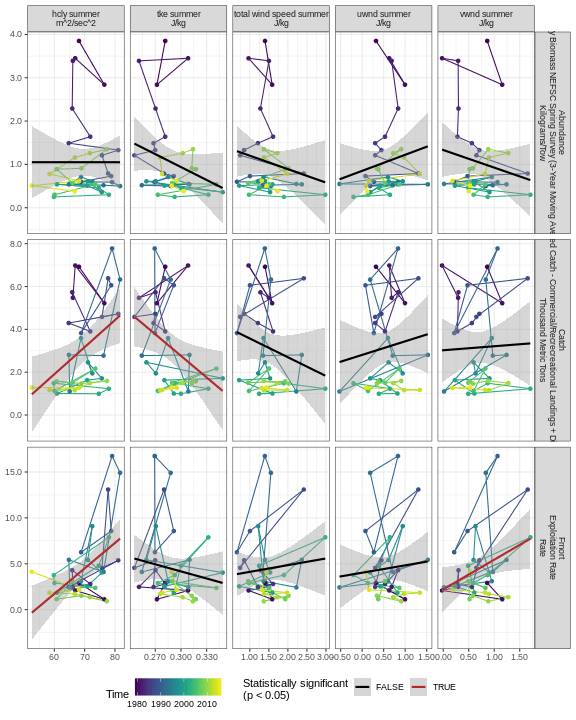 hcly summer
m^2/sec^2
tke summer
J/kg
total wind speed summer
J/kg
uwnd summer
J/kg
vwnd summer
J/kg
4.0
3.0
2.0
1.0
0.0
Abundance
y Biomass NEFSC Spring Survey (3-Year Moving Ave
Kilograms/tow
8.0
6.0
4.0
2.0
0.0
Catch
ed Catch - Commercial/Recreational Landings + D
Thousand Metric Tons
15.0
10.0
5.0
0.0
Fmort
Exploitation Rate
Rate
60 70 80
0.270 0.300 0.330
1.00 1.50 2.00 2.50 3.00
0.50 0.00 0.50 1.00 1.50
0.00 0.50 1.00 1.50
Time
1980 1990 2000 2010
Statistically significant
(p < 0.05)
FALSE
TRUE